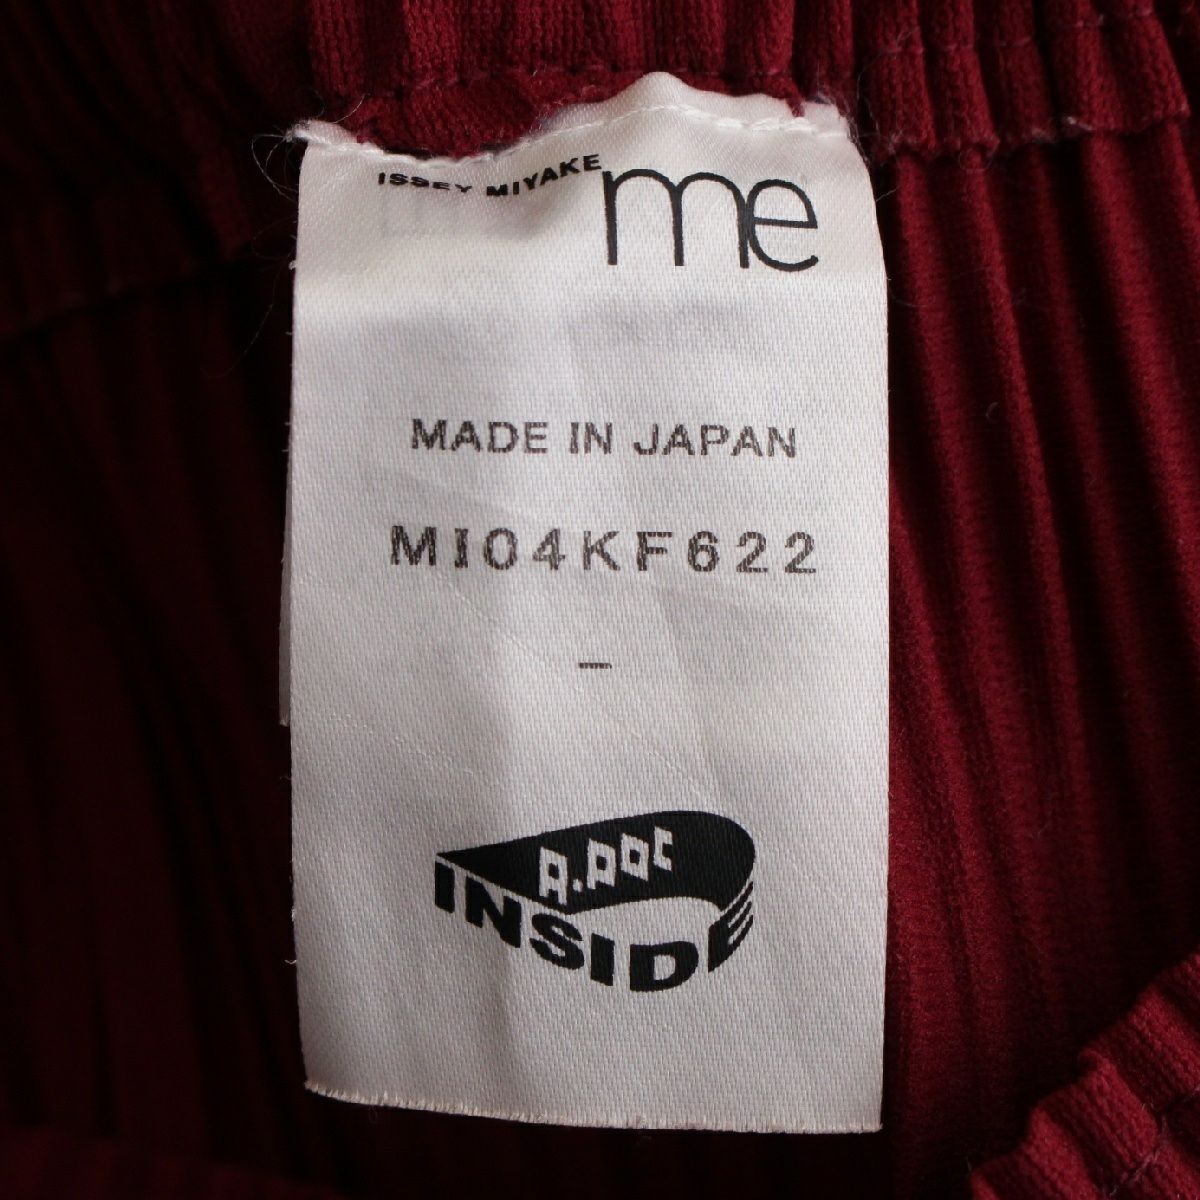 ISSEY MIYAKE me
MADE IN JAPAN
MI04KF622
–
A.POC
INSIDE